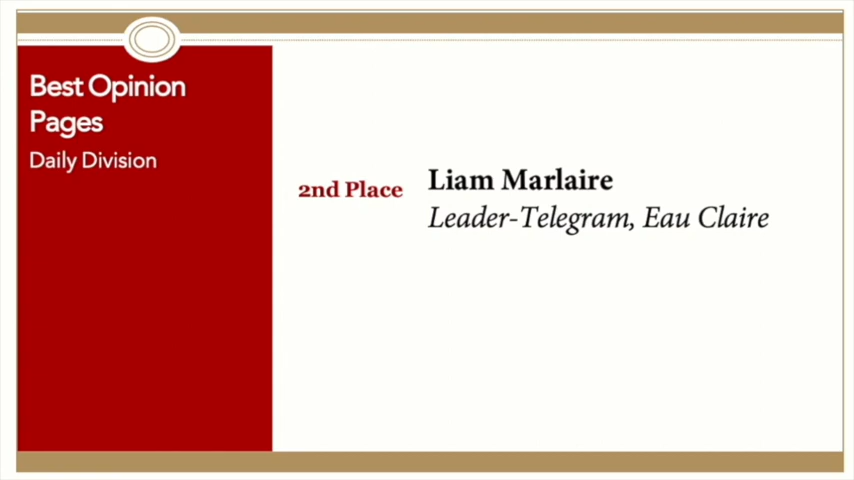 Best Opinion
Pages
Daily Division
2nd Place
Liam Marlaire
Leader-Telegram, Eau Claire